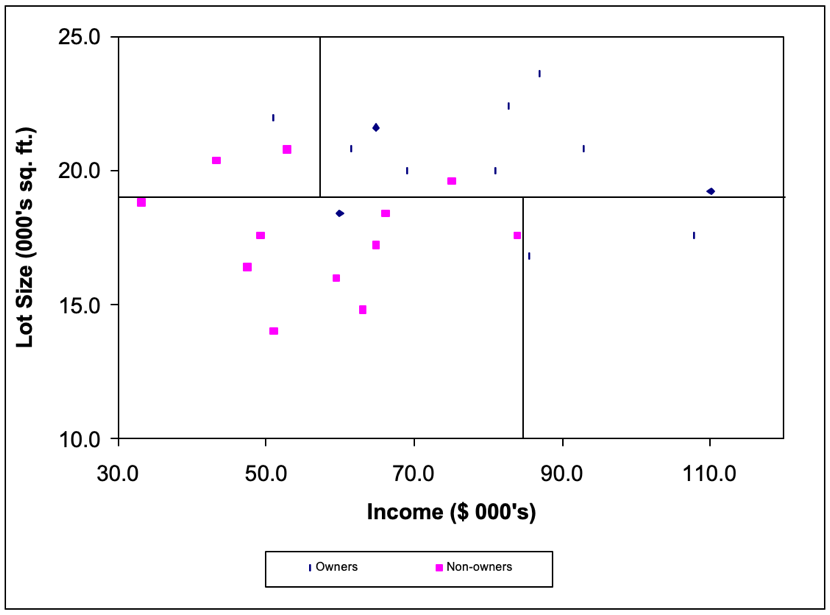 25.0
20.0
15.0
10.0
Lot Size (000's sq. ft.)
30.0 50.0 70.0 90.0 110.0
Income ($ 000's)
Owners Non-owners